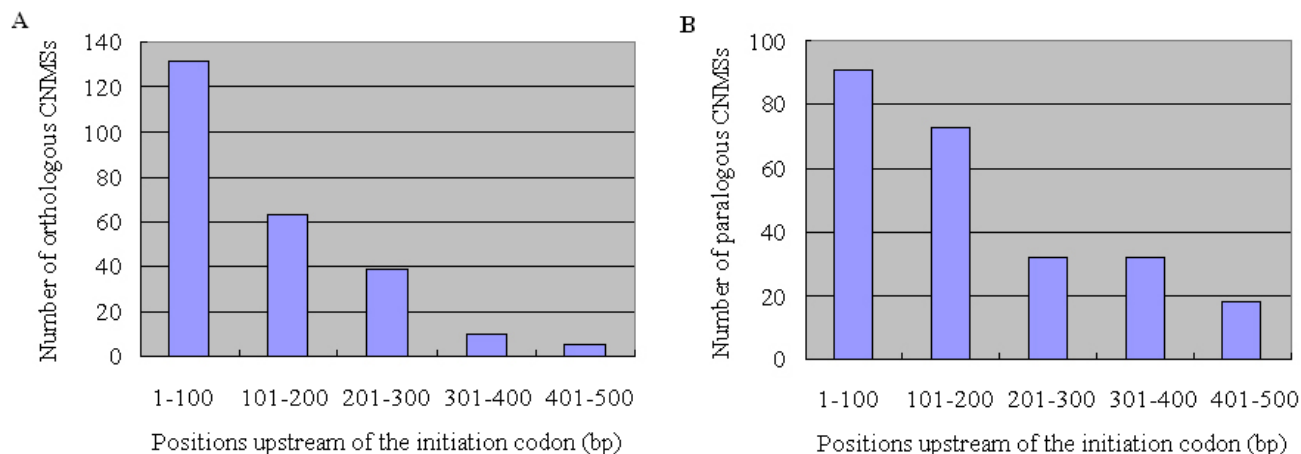 A
Number of orthologous CNMSs
140
120
100
80
60
40
20
0
1-100 101-200 201-300 301-400 401-500
Positions upstream of the initiation codon (bp)
B
Number of paralogous CNMSs
100
80
60
40
20
0
1-100 101-200 201-300 301-400 401-500
Positions upstream of the initiation codon (bp)